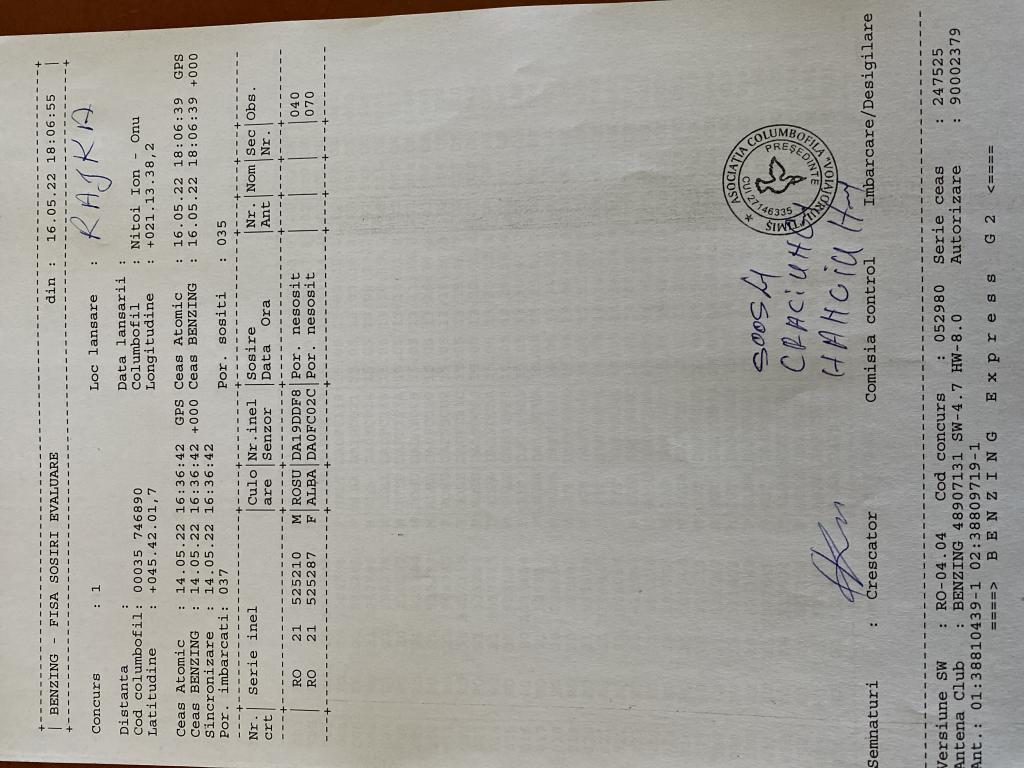 BENZING - FISA SOSIRI EVALUARE din : 16.05.22 18:06:55
Concurs : 1 Loc lansare : RAJKA
Distanta : Data lansarii :
Cod columbofil: 00035 746890 Columbofil : Nitoi Ion - Onu
Latitudine : +045.42.01,7 Longitudine : +021.13.38,2
Ceas Atomic : 14.05.22 16:36:42 GPS Ceas Atomic : 16.05.22 18:06:39 GPS
Ceas BENZING : 14.05.22 16:36:42 +000 Ceas BENZING : 16.05.22 18:06:39 +000
Sincronizare : 14.05.22 16:36:42
Por. imbarcati: 037 Por. sositi : 035
Nr.| Serie inel |Culo|Nr.inel |Sosire |Nr |Nom|Sec|Obs.
crt |are |Senzor |Data Ora |Ant| |Nr.|
RO 21 525210 M|ROSU|DA19DDF8|Por. nesosit | | | |040
RO 21 525287 F|ALBA|DA0FC02C|Por. nesosit | | | |070
ASOCIAȚIA COLUMBOFILA "VOIAJORUL" TIMIȘ
PREȘEDINTE
CUI:27146335
CRACIUN
Semnaturi : Crescator Comisia control Imbarcare/Desigilare
Versiune SW : RO-04.04 Cod concurs : 052980 Serie ceas : 247525
Antena Club : BENZING 48907131 SW-4.7 HW-8.0 Autorizare : 90002379
Ant.: 01:38810439-1 02:38809719-1
====> B E N Z I N G E x p r e s s G 2 <====